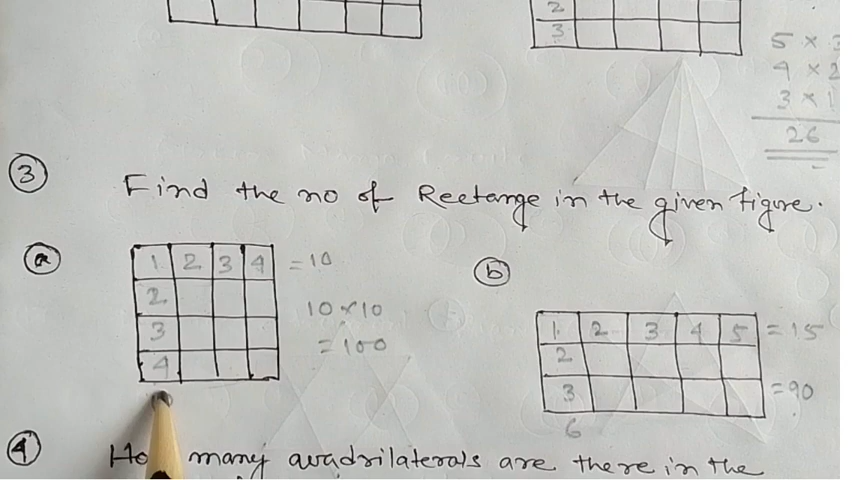 2
3
5 ×
4 × 2
3 × 1
26
3 Find the no of Rectange in the given figure.
a
1 2 3 4 = 10
2
3
4
10 × 10
= 100
b
1 2 3 4 5 = 15
2
3 = 90
6
4 Ho many quadrilaterals are there in the